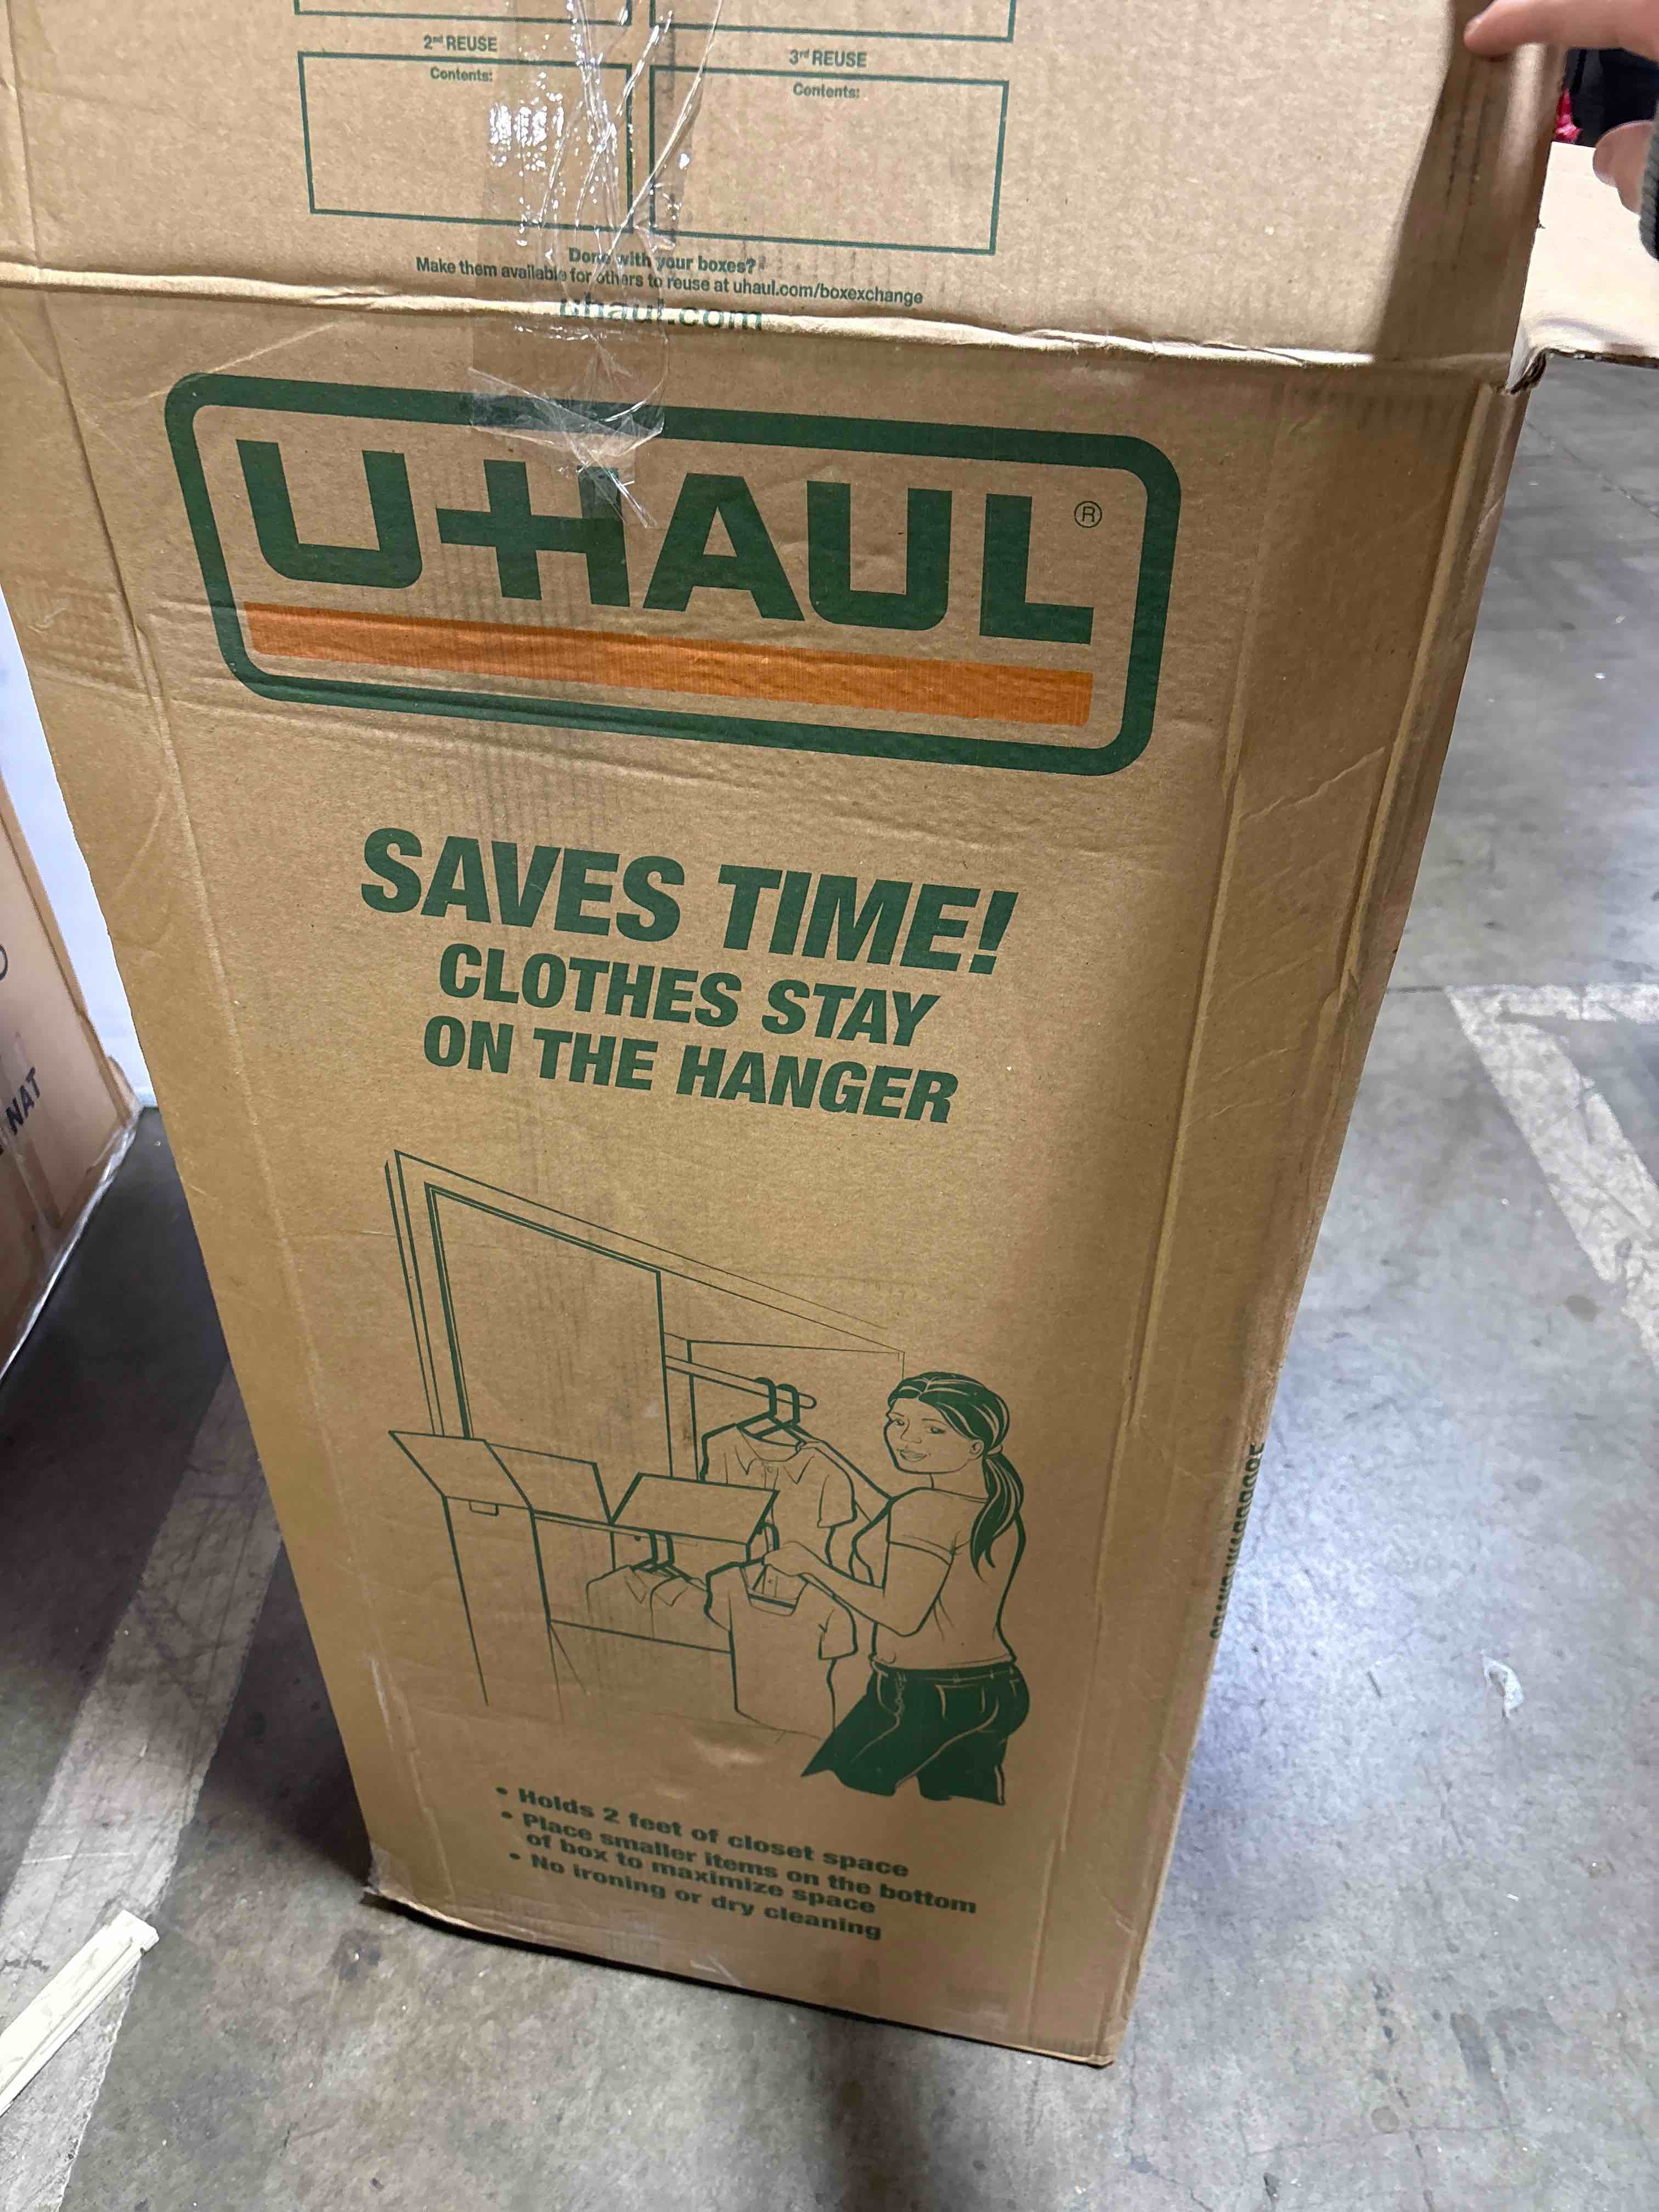 2nd REUSE
3rd REUSE
Contents:
Contents:
Done with your boxes?
Make them available for others to reuse at uhaul.com/boxexchange
uhaul.com
U-HAUL®
SAVES TIME!
CLOTHES STAY
ON THE HANGER
• Holds 2 feet of closet space
• Place smaller items on the bottom
of box to maximize space
• No ironing or dry cleaning
NAT